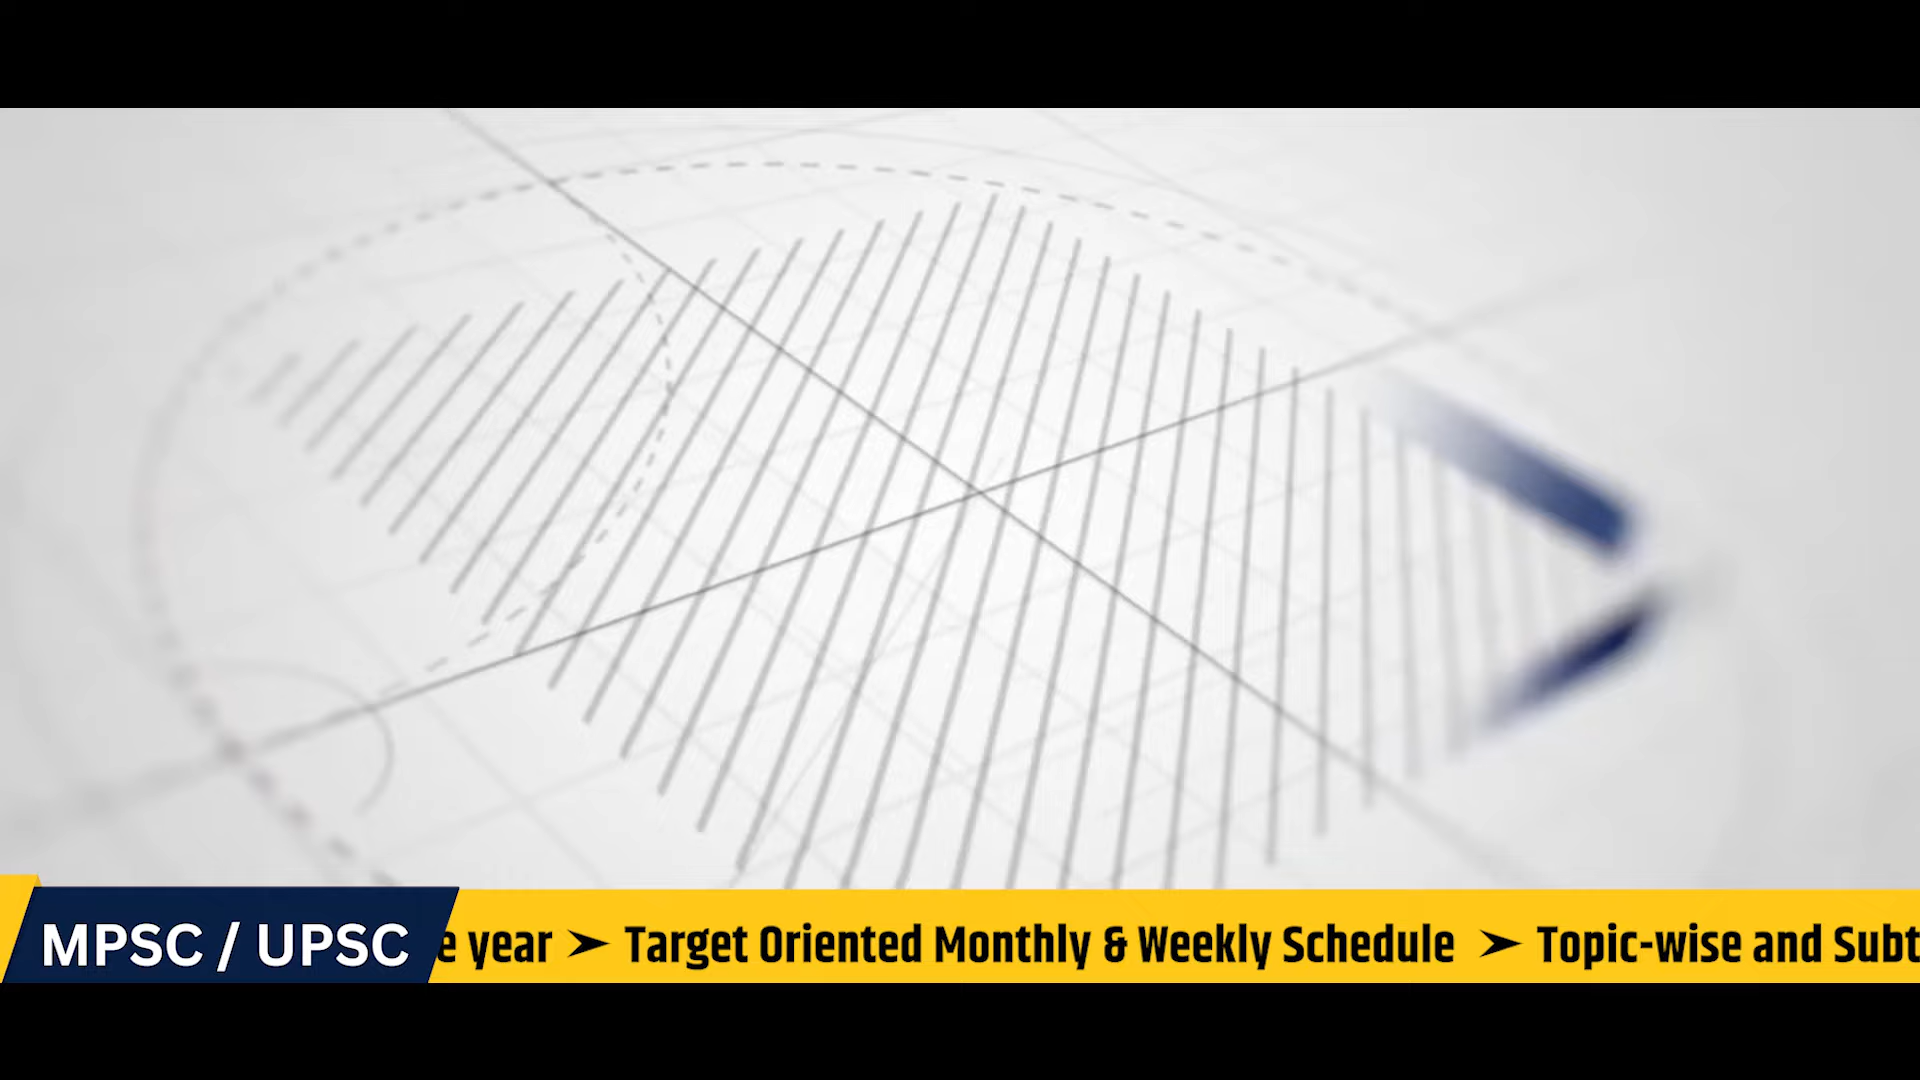 MPSC / UPSC
e year ➤ Target Oriented Monthly & Weekly Schedule ➤ Topic-wise and Subt